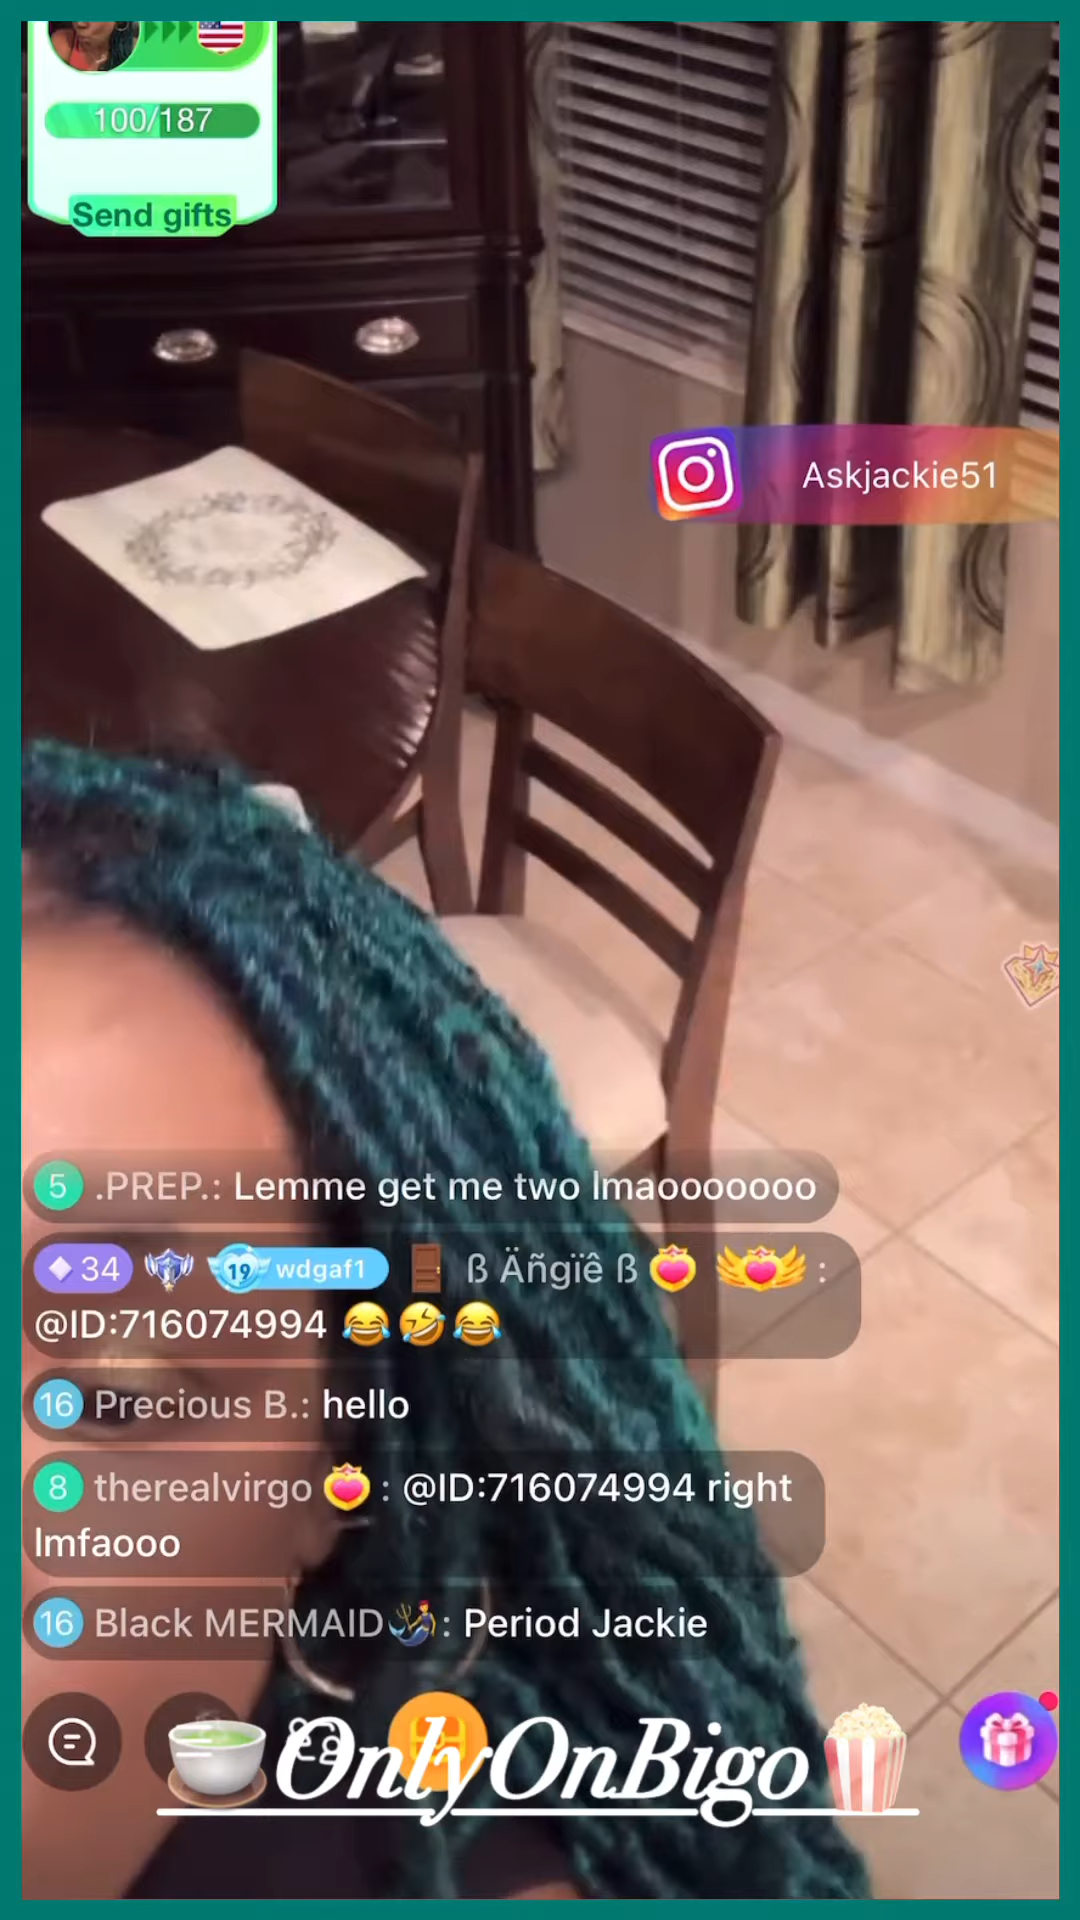 100/187
Send gifts
Askjackie51
5 .PREP.: Lemme get me two lmaooooooo
34 19 wdgaf1 ß Äñgïê ß :
@ID:716074994
16 Precious B.: hello
8 therealvirgo : @ID:716074994 right
lmfaooo
16 Black MERMAID : Period Jackie
OnlyOnBigo